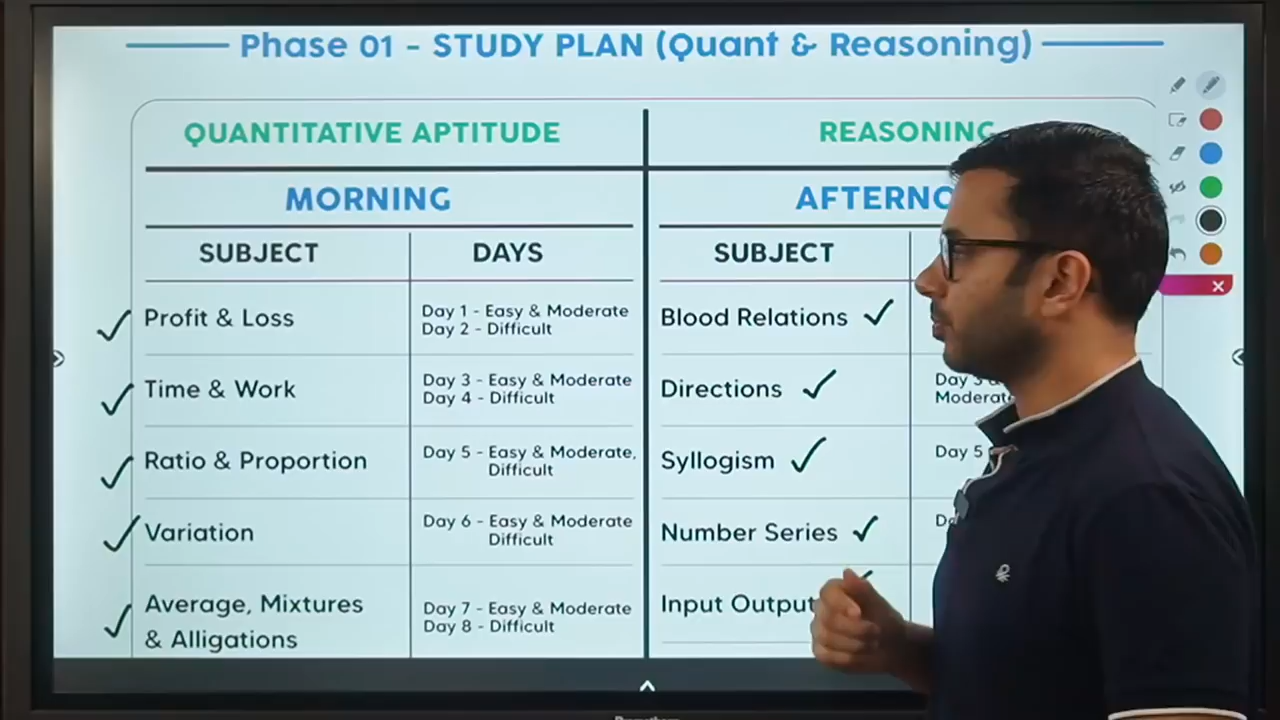 Phase 01 - STUDY PLAN (Quant & Reasoning)
QUANTITATIVE APTITUDE
REASONING
MORNING
SUBJECT
DAYS
SUBJECT
Profit & Loss
Day 1 - Easy & Moderate
Day 2 - Difficult
Blood Relations
Time & Work
Day 3 - Easy & Moderate
Day 4 - Difficult
Directions
Ratio & Proportion
Day 5 - Easy & Moderate,
Difficult
Syllogism
Day 5
Variation
Day 6 - Easy & Moderate
Difficult
Number Series
Average, Mixtures
& Alligations
Day 7 - Easy & Moderate
Day 8 - Difficult
Input Output